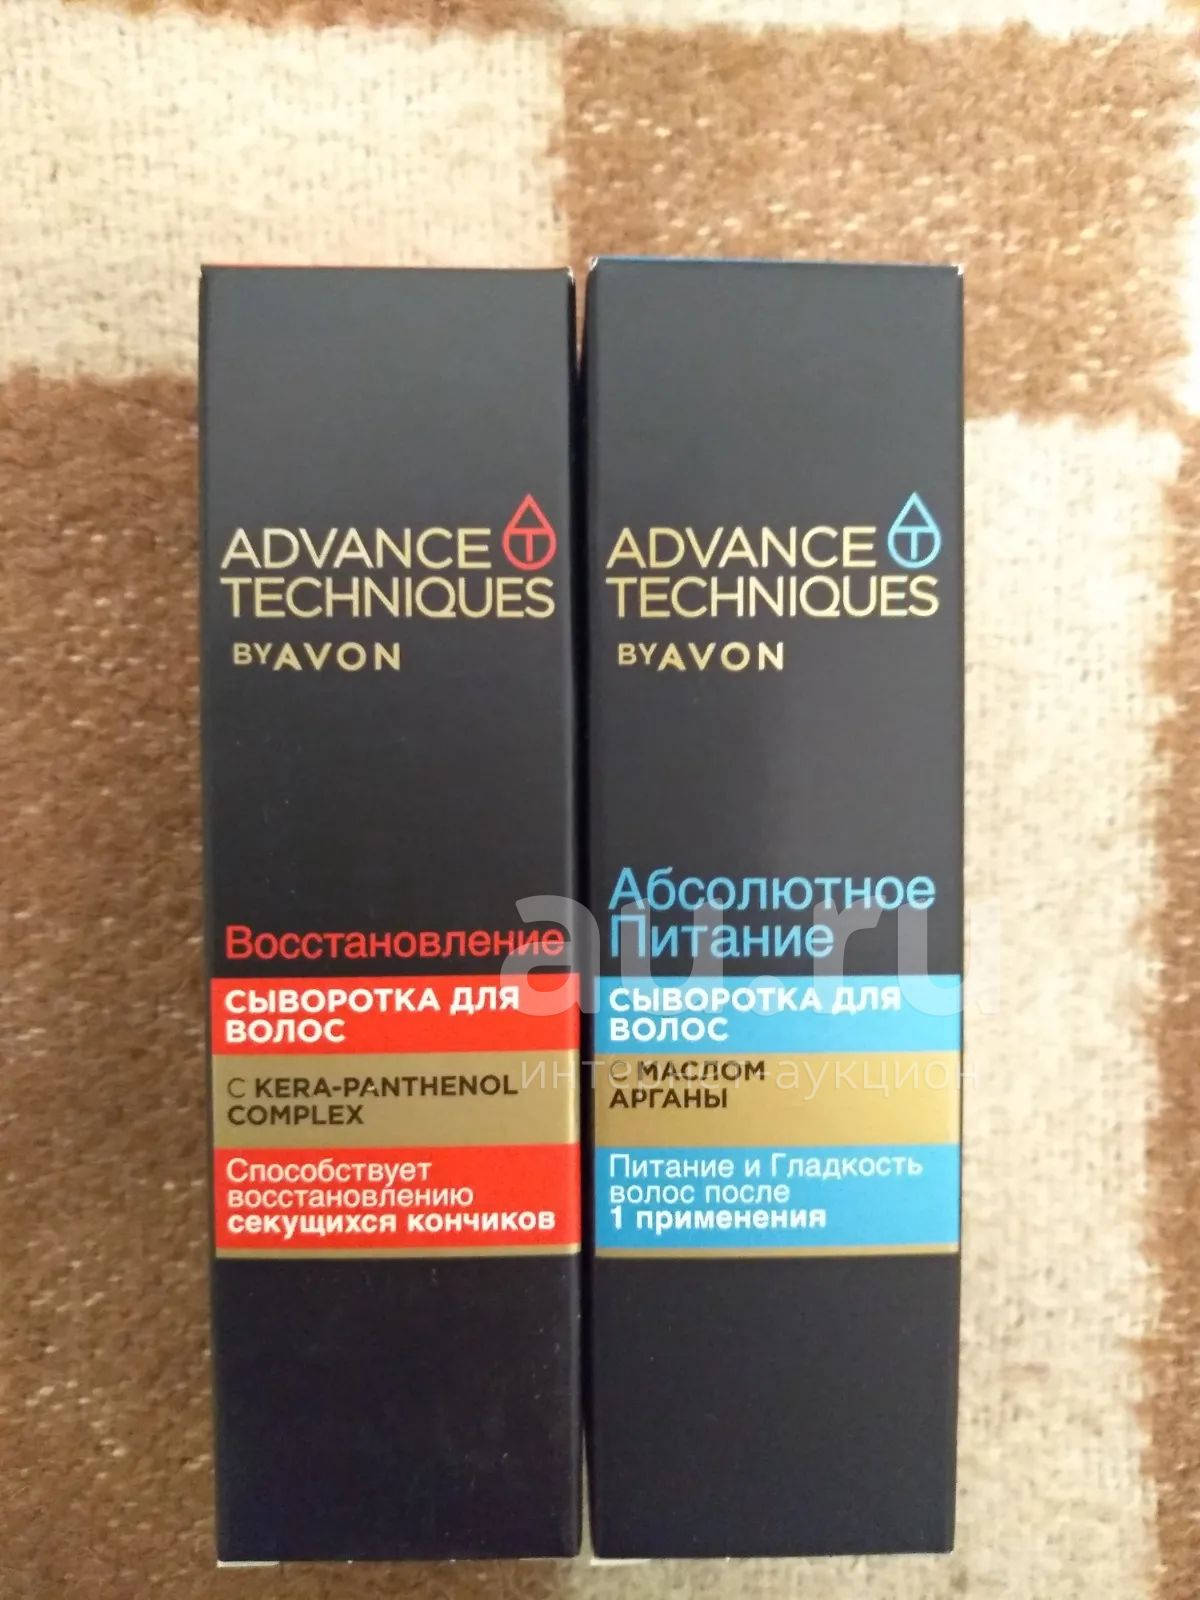 ADVANCE
TECHNIQUES
BY AVON
Восстановление
СЫВОРОТКА ДЛЯ
ВОЛОС
С KERA-PANTHENOL
COMPLEX
Способствует
восстановлению
секущихся кончиков
ADVANCE
TECHNIQUES
BY AVON
Абсолютное
Питание
СЫВОРОТКА ДЛЯ
ВОЛОС
С МАСЛОМ
АРГАНЫ
Питание и Гладкость
волос после
1 применения
au.ru
интернет-аукцион